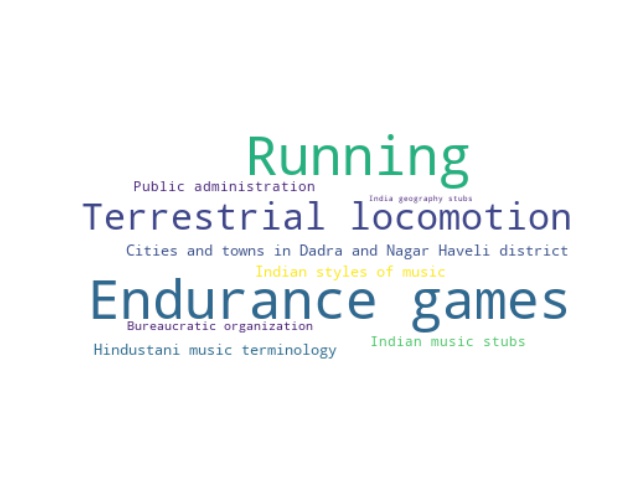 Running
Public administration
India geography stubs
Terrestrial locomotion
Cities and towns in Dadra and Nagar Haveli district
Indian styles of music
Endurance games
Bureaucratic organization
Indian music stubs
Hindustani music terminology